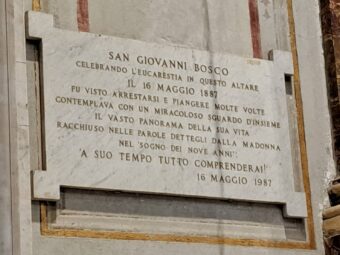 SAN GIOVANNI BOSCO
CELEBRANDO L'EUCARESTIA IN QUESTO ALTARE
IL 16 MAGGIO 1887
FU VISTO ARRESTARSI E PIANGERE MOLTE VOLTE
CONTEMPLAVA CON UN MIRACOLOSO SGUARDO D'INSIEME
IL VASTO PANORAMA DELLA SUA VITA
RACCHIUSO NELLE PAROLE DETTEGLI DALLA MADONNA
NEL 'SOGNO DEI NOVE ANNI':
'A SUO TEMPO TUTTO COMPRENDERAI'
16 MAGGIO 1987